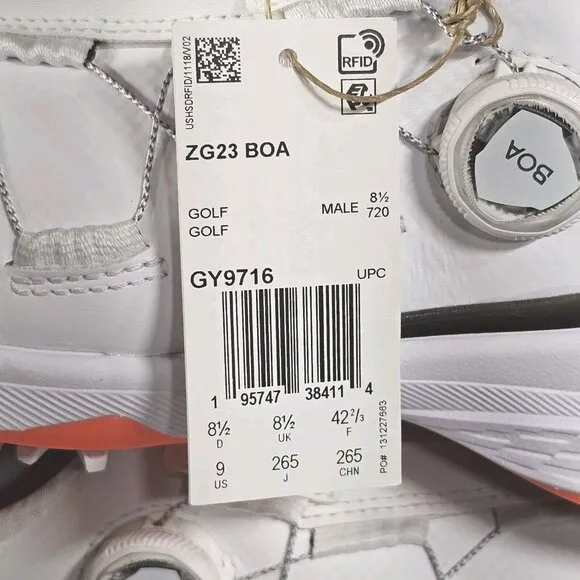 USHSDRFID/1118/V02
RFID
ZG23 BOA
BOA
8½
GOLF MALE 720
GOLF
GY9716 UPC
1 95747 38411 4
8½ 8½ 42⅔
D UK F
9 265 265
US J CHN
PO# 131227663